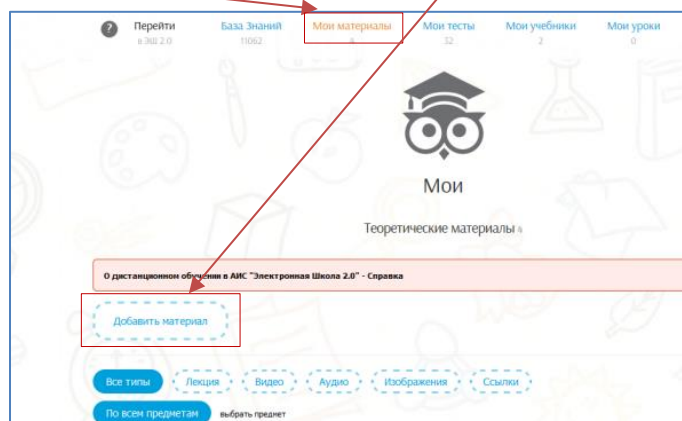 ? Перейти База Знаний Мои материалы Мои тесты Мои учебники Мои уроки
в ЭШ 2.0 11062 4 32 2 0
Мои
Теоретические материалы 4
О дистанционном обучении в АИС "Электронная Школа 2.0" - Справка
Добавить материал
Все типы Лекция Видео Аудио Изображения Ссылки
По всем предметам выбрать предмет